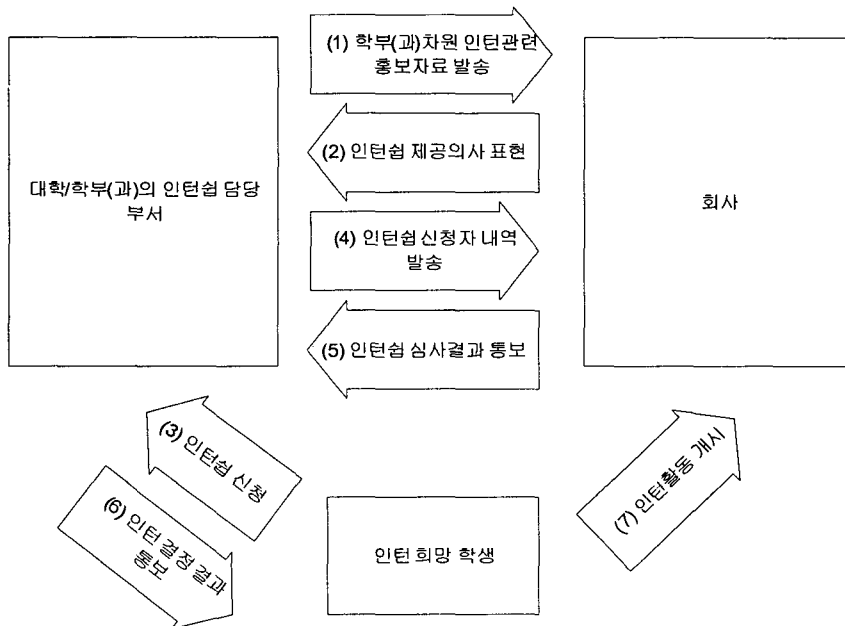 (1) 학부(과)차원 인턴관련
홍보자료 발송
(2) 인턴쉽 제공의사 표현
대학/학부(과)의 인턴쉽 담당
부서
회사
(4) 인턴쉽 신청자 내역
발송
(5) 인턴쉽 심사결과 통보
(3) 인턴쉽 신청
(6) 인턴 결정 결과
통보
인턴 희망 학생
(7) 인턴활동 개시